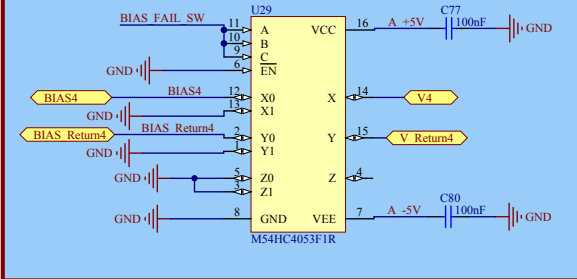 U29
BIAS_FAIL_SW
11 A VCC 16 A_+5V C77 100nF GND
10 B
9 C
GND 6 EN
BIAS4 BIAS4 12 X0 X 14 V4
GND 13 X1
BIAS_Return4 BIAS_Return4 2 Y0 Y 15 V_Return4
GND 1 Y1
GND 5 Z0 Z 4
3 Z1
GND 8 GND VEE 7 A_-5V C80 100nF GND
M54HC4053F1R